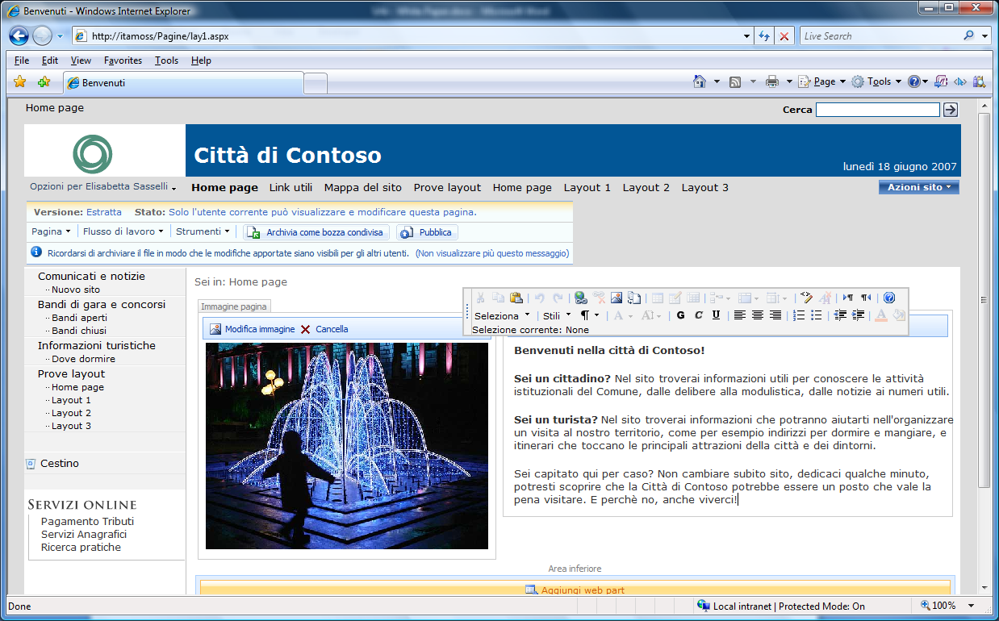 Benvenuti - Windows Internet Explorer
http://itamoss/Pagine/lay1.aspx
Live Search
File Edit View Favorites Tools Help
Benvenuti
Page Tools
Home page
Cerca
Città di Contoso
lunedì 18 giugno 2007
Opzioni per Elisabetta Sasselli
Home page Link utili Mappa del sito Prove layout Home page Layout 1 Layout 2 Layout 3
Azioni sito
Versione: Estratta Stato: Solo l'utente corrente può visualizzare e modificare questa pagina.
Pagina Flusso di lavoro Strumenti Archivia come bozza condivisa Pubblica
Ricordarsi di archiviare il file in modo che le modifiche apportate siano visibili per gli altri utenti. (Non visualizzare più questo messaggio)
Comunicati e notizie
Nuovo sito
Bandi di gara e concorsi
Bandi aperti
Bandi chiusi
Informazioni turistiche
Dove dormire
Prove layout
Home page
Layout 1
Layout 2
Layout 3
Cestino
SERVIZI ONLINE
Pagamento Tributi
Servizi Anagrafici
Ricerca pratiche
Sei in: Home page
Immagine pagina
Modifica immagine Cancella
Seleziona Stili G C U
Selezione corrente: None
Benvenuti nella città di Contoso!
Sei un cittadino? Nel sito troverai informazioni utili per conoscere le attività
istituzionali del Comune, dalle delibere alla modulistica, dalle notizie ai numeri utili.
Sei un turista? Nel sito troverai informazioni che potranno aiutarti nell'organizzare
un visita al nostro territorio, come per esempio indirizzi per dormire e mangiare, e
itinerari che toccano le principali attrazioni della città e dei dintorni.
Sei capitato qui per caso? Non cambiare subito sito, dedicaci qualche minuto,
potresti scoprire che la Città di Contoso potrebbe essere un posto che vale la
pena visitare. E perchè no, anche viverci!
Area inferiore
Aggiungi web part
Done
Local intranet | Protected Mode: On
100%